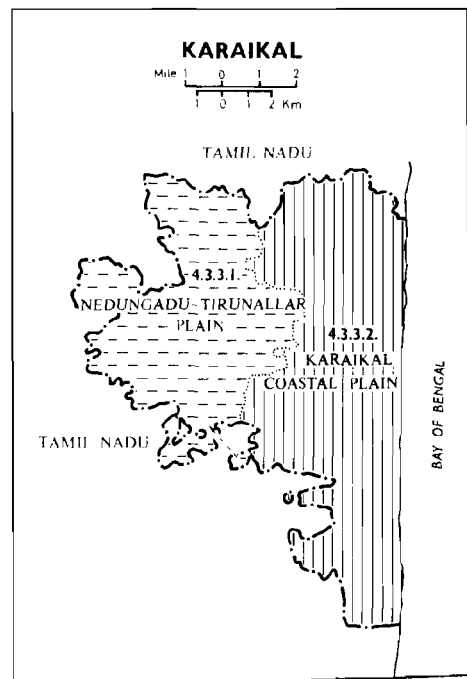 KARAIKAL
Mile 1 0 1 2
1 0 1 2 Km
TAMIL NADU
4.3.3.1.
NEDUNGADU-TIRUNALLAR
PLAIN
4.3.3.2.
KARAIKAL
COASTAL PLAIN
TAMIL NADU
BAY OF BENGAL